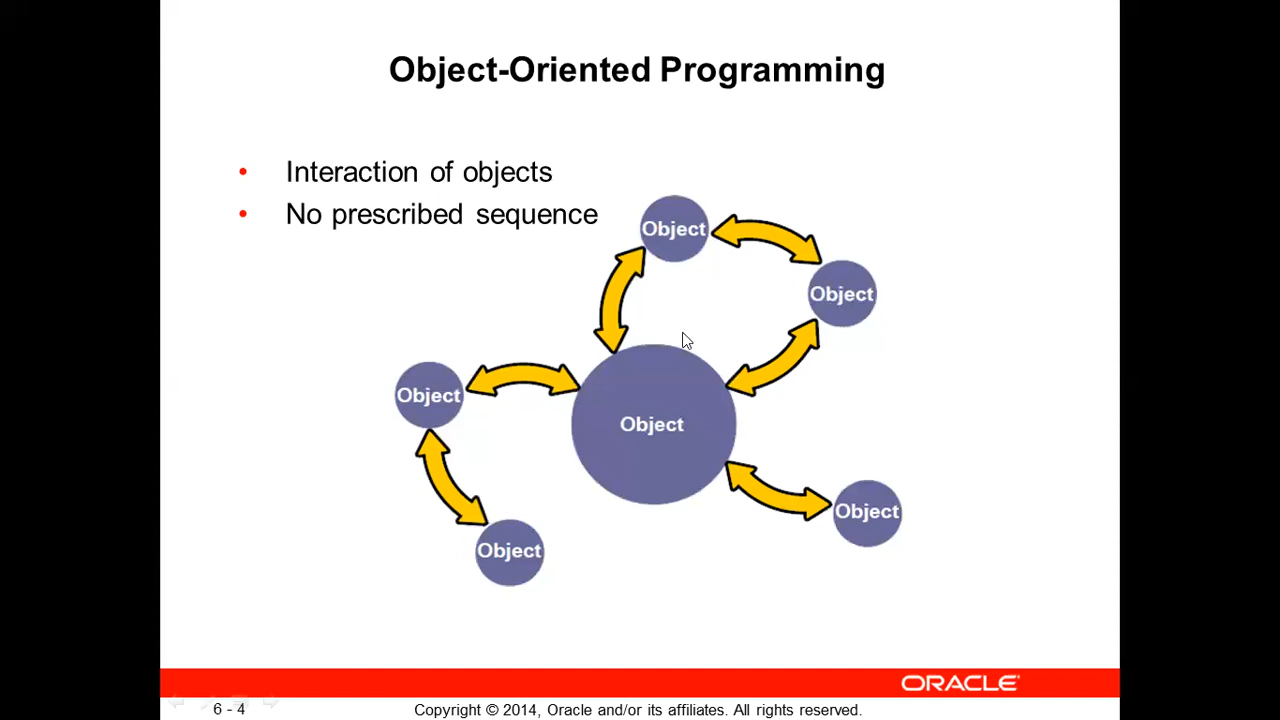 Object-Oriented Programming
• Interaction of objects
• No prescribed sequence
Object
Object
Object
Object
Object
Object
ORACLE
6 - 4
Copyright © 2014, Oracle and/or its affiliates. All rights reserved.